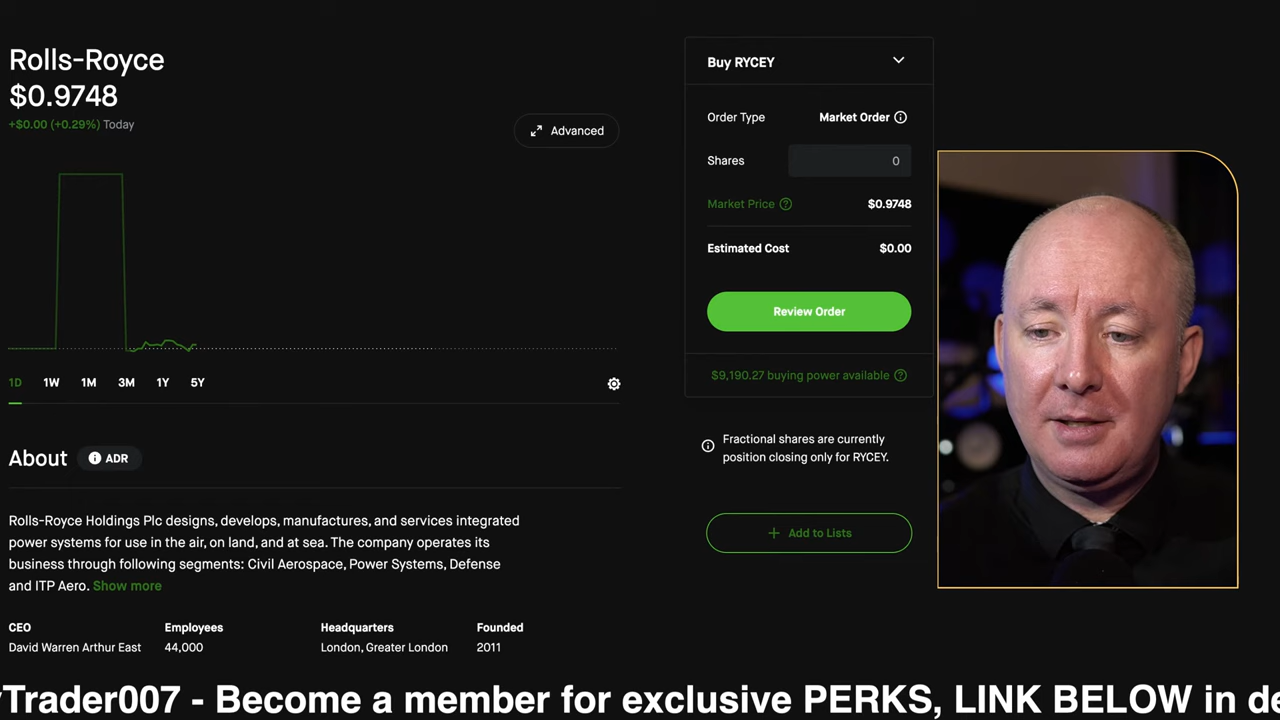 Rolls-Royce
$0.9748
+$0.00 (+0.29%) Today
Advanced
1D 1W 1M 3M 1Y 5Y
About
ADR
Rolls-Royce Holdings Plc designs, develops, manufactures, and services integrated
power systems for use in the air, on land, and at sea. The company operates its
business through following segments: Civil Aerospace, Power Systems, Defense
and ITP Aero. Show more
CEO Employees Headquarters Founded
David Warren Arthur East 44,000 London, Greater London 2011
Buy RYCEY
Order Type Market Order
Shares 0
Market Price $0.9748
Estimated Cost $0.00
Review Order
$9,190.27 buying power available
Fractional shares are currently
position closing only for RYCEY.
+ Add to Lists
yTrader007 - Become a member for exclusive PERKS, LINK BELOW in de